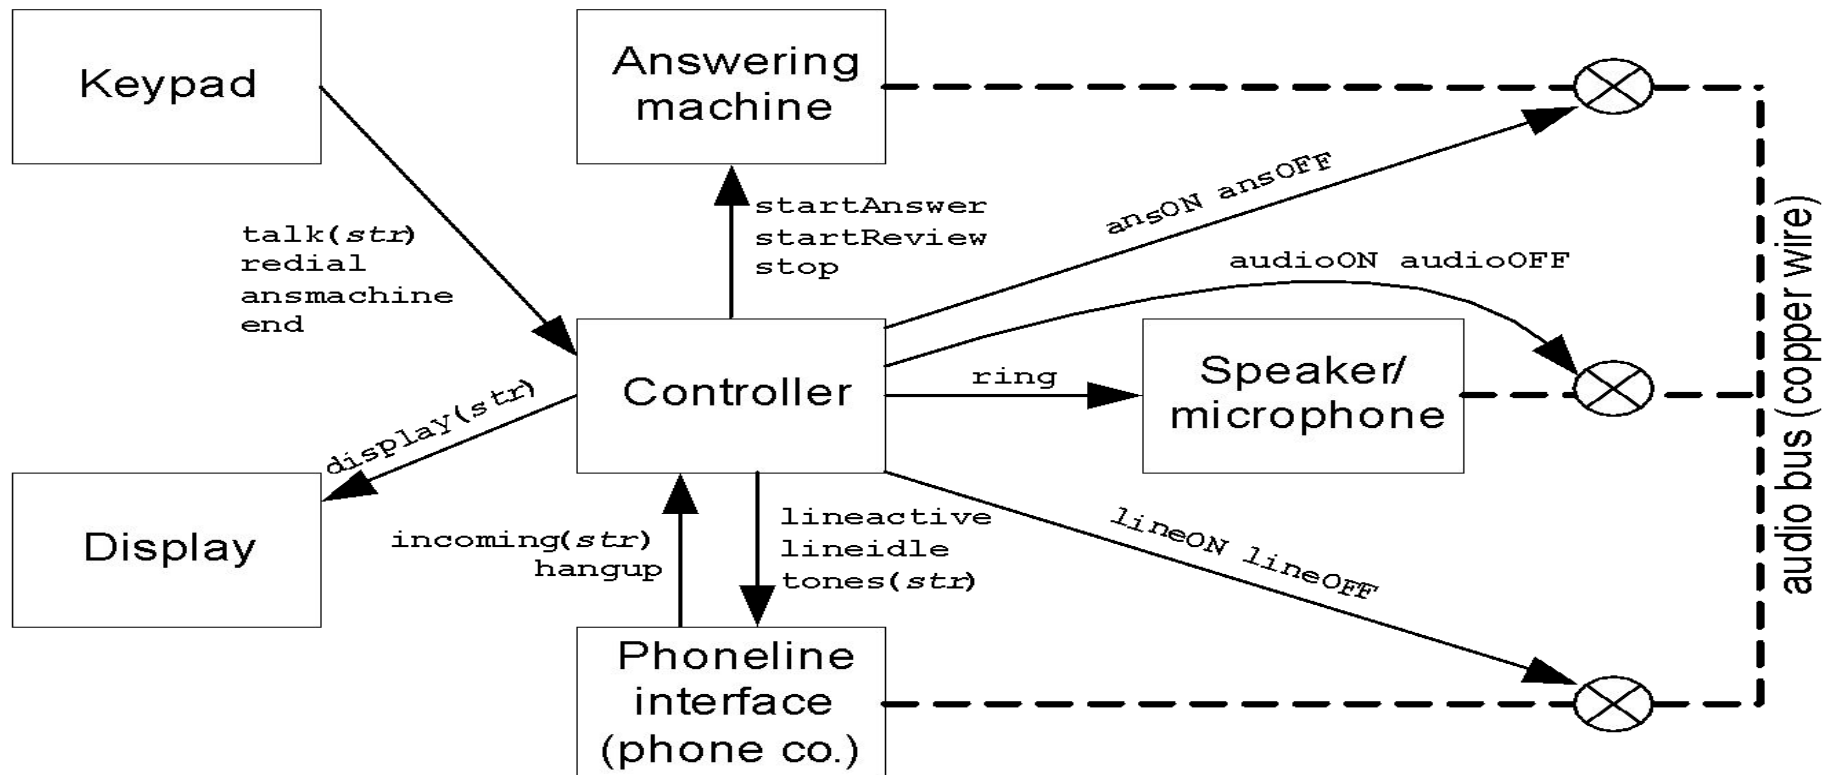 Keypad
Answering
machine
talk(str)
redial
ansmachine
end
startAnswer
startReview
stop
ansON ansOFF
audioON audioOFF
audio bus (copper wire)
Controller
ring
Speaker/
microphone
display(str)
Display
incoming(str)
hangup
lineactive
lineidle
tones(str)
lineON lineOFF
Phoneline
interface
(phone co.)